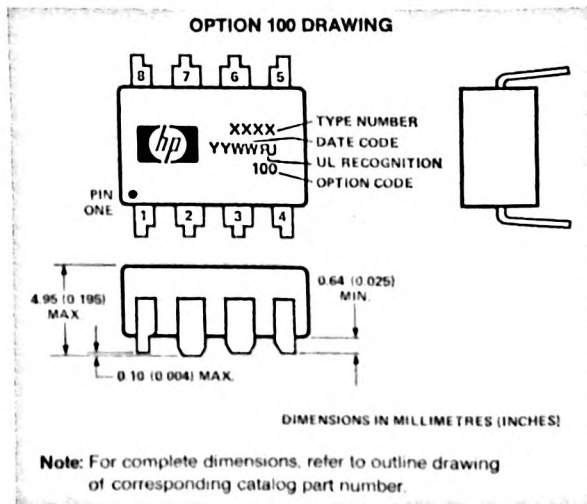 OPTION 100 DRAWING
8 7 6 5
hp
XXXX
TYPE NUMBER
YYWW
DATE CODE
UL RECOGNITION
100
OPTION CODE
PIN
ONE
1 2 3 4
4.95 (0.195)
MAX
0.64 (0.025)
MIN.
0.10 (0.004) MAX.
DIMENSIONS IN MILLIMETRES (INCHES)
Note: For complete dimensions, refer to outline drawing
of corresponding catalog part number.